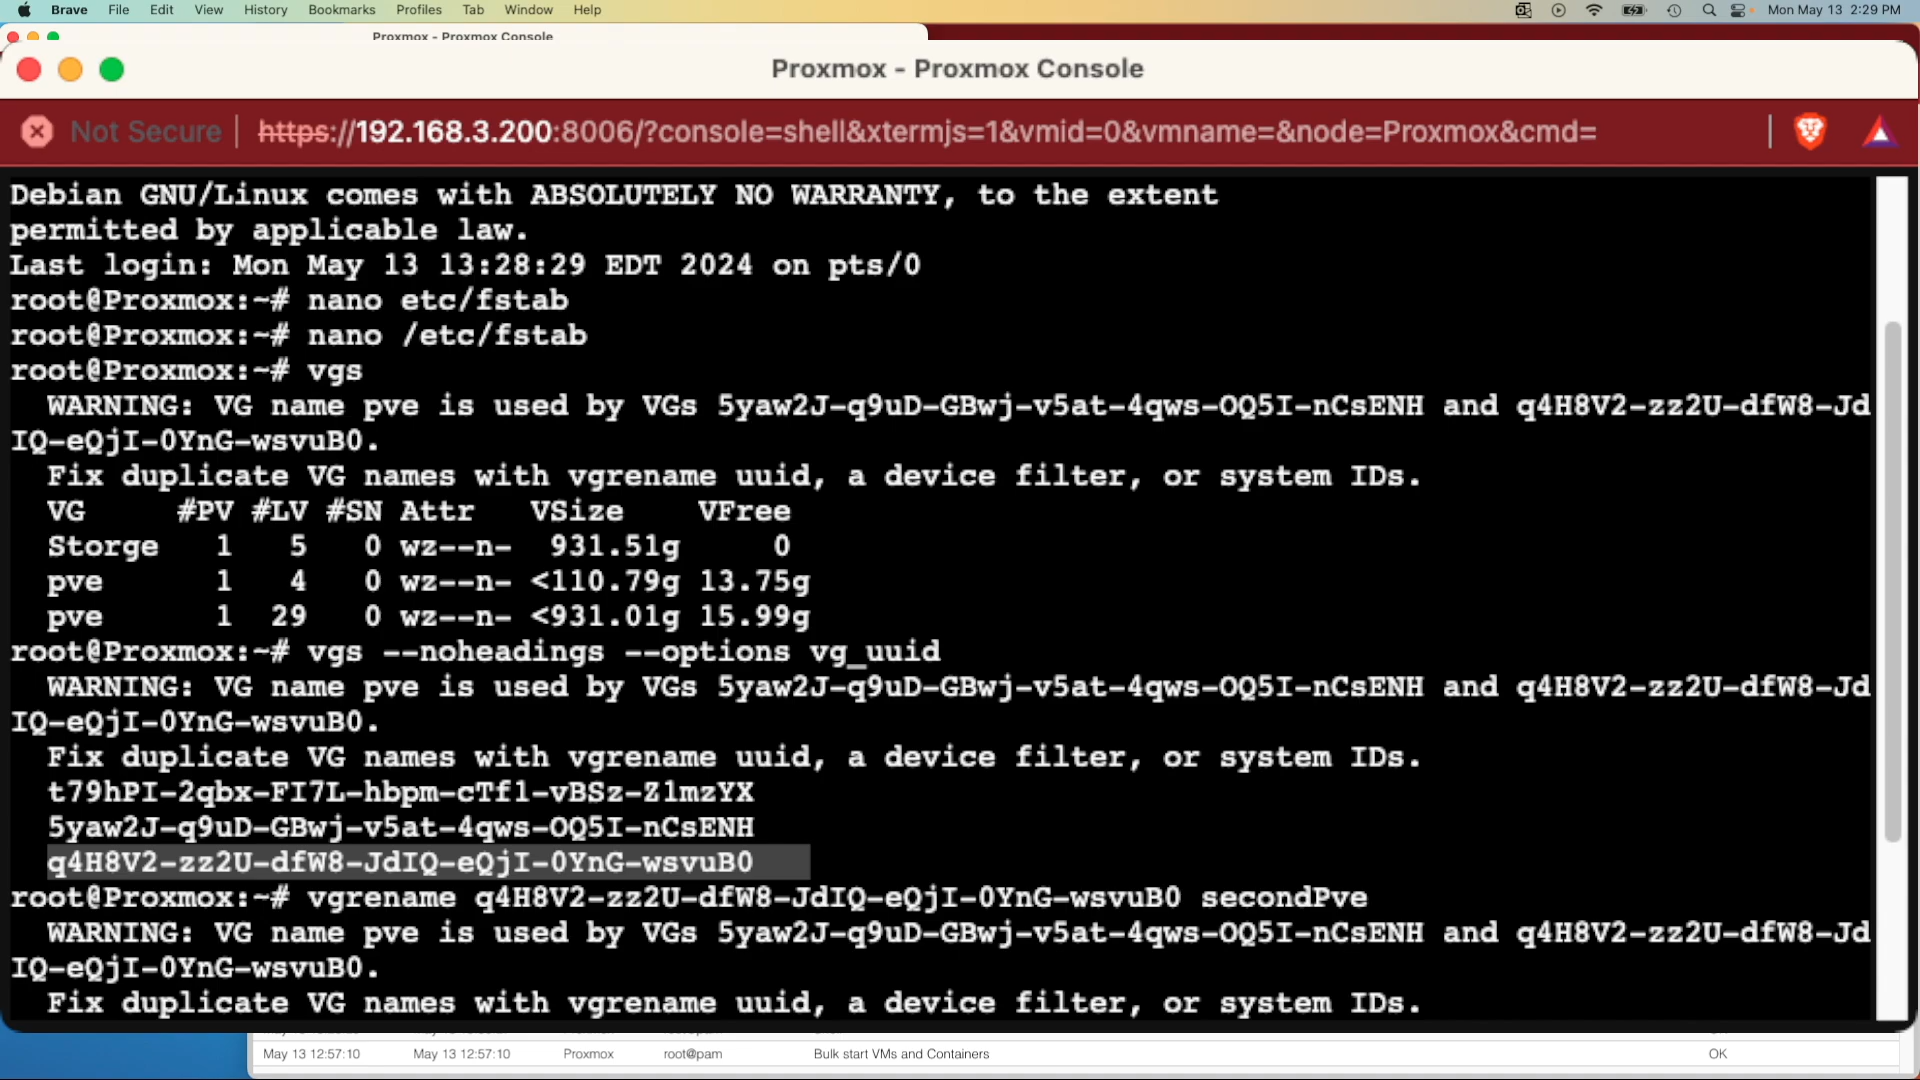 Brave File Edit View History Bookmarks Profiles Tab Window Help Mon May 13 2:29 PM
Proxmox - Proxmox Console
Proxmox - Proxmox Console
Not Secure https://192.168.3.200:8006/?console=shell&xtermjs=1&vmid=0&vmname=&node=Proxmox&cmd=
Debian GNU/Linux comes with ABSOLUTELY NO WARRANTY, to the extent
permitted by applicable law.
Last login: Mon May 13 13:28:29 EDT 2024 on pts/0
root@Proxmox:~# nano etc/fstab
root@Proxmox:~# nano /etc/fstab
root@Proxmox:~# vgs
WARNING: VG name pve is used by VGs 5yaw2J-q9uD-GBwj-v5at-4qws-OQ5I-nCsENH and q4H8V2-zz2U-dfW8-Jd
IQ-eQjI-0YnG-wsvuB0.
Fix duplicate VG names with vgrename uuid, a device filter, or system IDs.
VG #PV #LV #SN Attr VSize VFree
Storge 1 5 0 wz--n- 931.51g 0
pve 1 4 0 wz--n- <110.79g 13.75g
pve 1 29 0 wz--n- <931.01g 15.99g
root@Proxmox:~# vgs --noheadings --options vg_uuid
WARNING: VG name pve is used by VGs 5yaw2J-q9uD-GBwj-v5at-4qws-OQ5I-nCsENH and q4H8V2-zz2U-dfW8-Jd
IQ-eQjI-0YnG-wsvuB0.
Fix duplicate VG names with vgrename uuid, a device filter, or system IDs.
t79hPI-2qbx-FI7L-hbpm-cTf1-vBSz-Z1mzYX
5yaw2J-q9uD-GBwj-v5at-4qws-OQ5I-nCsENH
q4H8V2-zz2U-dfW8-JdIQ-eQjI-0YnG-wsvuB0
root@Proxmox:~# vgrename q4H8V2-zz2U-dfW8-JdIQ-eQjI-0YnG-wsvuB0 secondPve
WARNING: VG name pve is used by VGs 5yaw2J-q9uD-GBwj-v5at-4qws-OQ5I-nCsENH and q4H8V2-zz2U-dfW8-Jd
IQ-eQjI-0YnG-wsvuB0.
Fix duplicate VG names with vgrename uuid, a device filter, or system IDs.
May 13 12:57:10 May 13 12:57:10 Proxmox root@pam Bulk start VMs and Containers OK